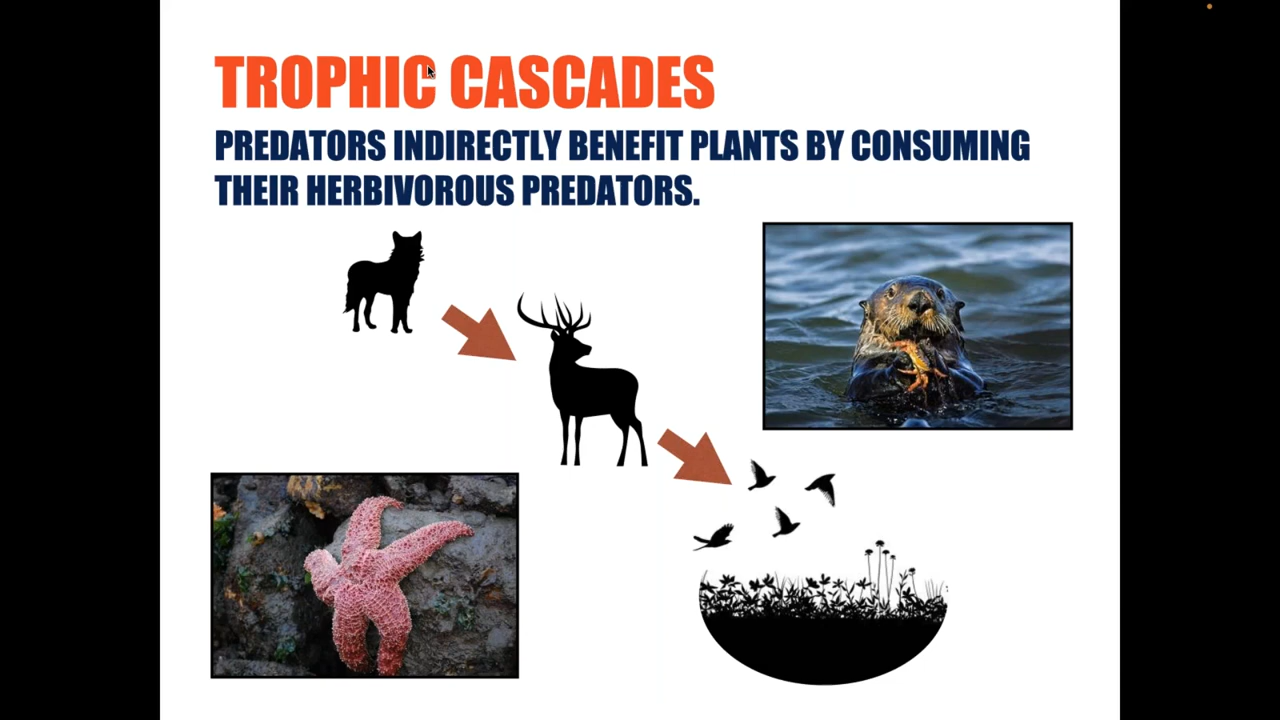 TROPHIC CASCADES
PREDATORS INDIRECTLY BENEFIT PLANTS BY CONSUMING
THEIR HERBIVOROUS PREDATORS.